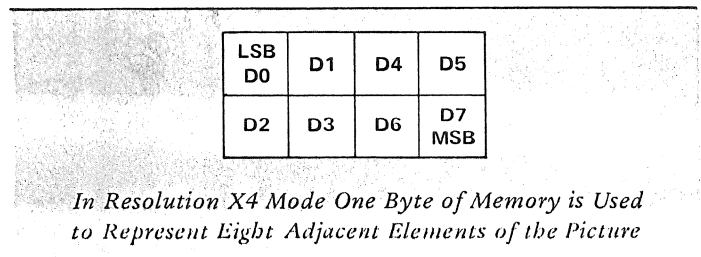 LSB
D0 D1 D4 D5
D2 D3 D6 D7
MSB
In Resolution X4 Mode One Byte of Memory is Used
to Represent Eight Adjacent Elements of the Picture